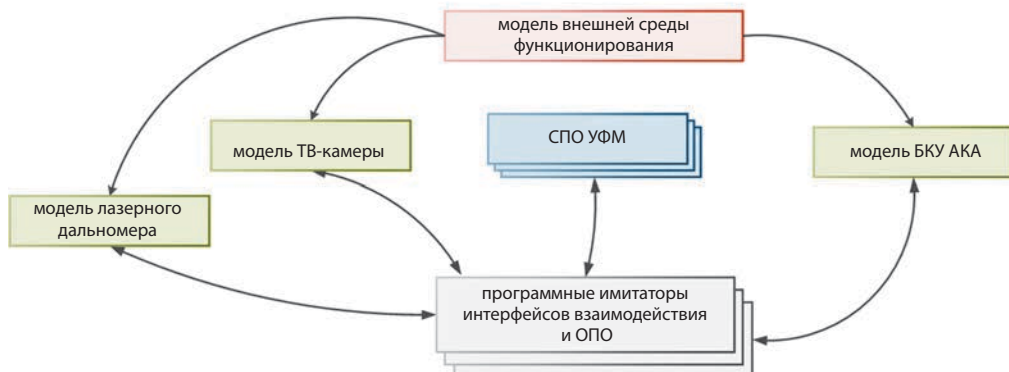 модель внешней среды
функционирования
модель ТВ-камеры
СПО УФМ
модель БКУ АКА
модель лазерного
дальномера
программные имитаторы
интерфейсов взаимодействия
и ОПО